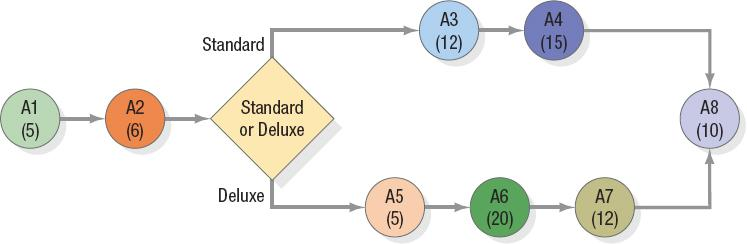 A3
(12)
A4
(15)
Standard
A1
(5)
A2
(6)
Standard
or Deluxe
A8
(10)
Deluxe
A5
(5)
A6
(20)
A7
(12)